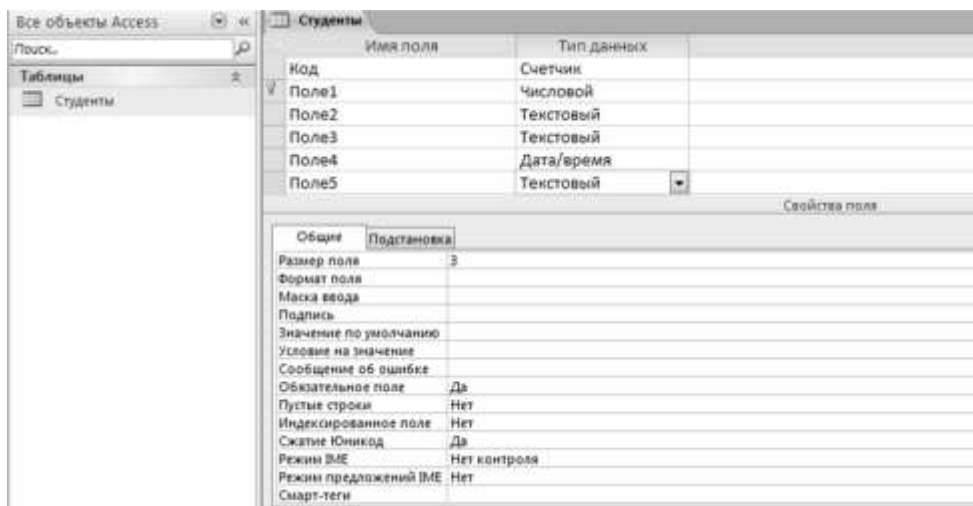 Все объекты Access
«
Поиск...
Таблицы
Студенты
Студенты
Имя поля Тип данных
Код Счетчик
Поле1 Числовой
Поле2 Текстовый
Поле3 Текстовый
Поле4 Дата/время
Поле5 Текстовый
Свойства поля
Общие Подстановка
Размер поля 3
Формат поля
Маска ввода
Подпись
Значение по умолчанию
Условие на значение
Сообщение об ошибке
Обязательное поле Да
Пустые строки Нет
Индексированное поле Нет
Сжатие Юникод Да
Режим IME Нет контроля
Режим предложений IME Нет
Смарт-теги